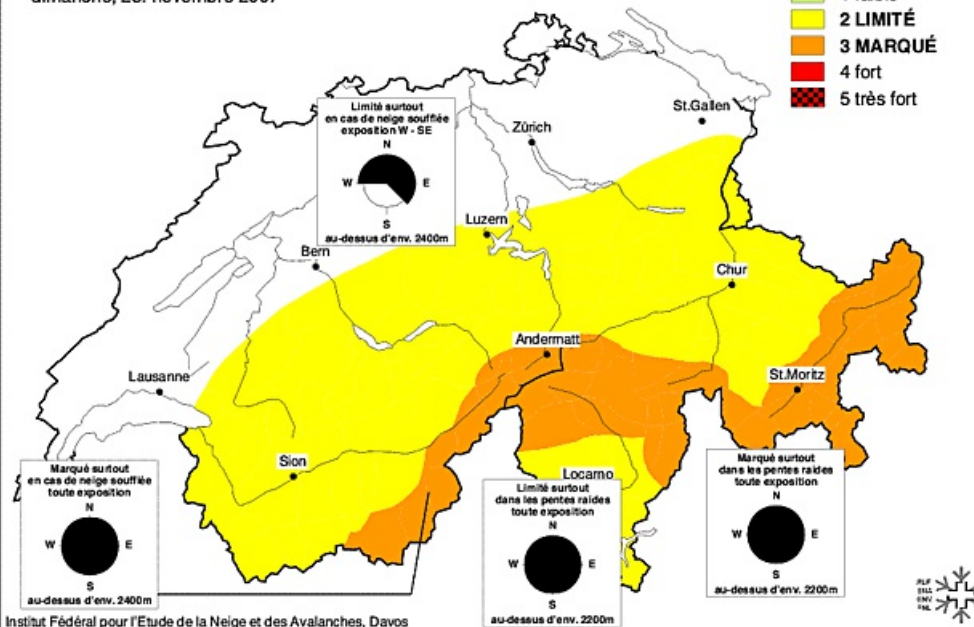 2 LIMITÉ
3 MARQUÉ
4 fort
5 très fort
St.Gallen
Zürich
Limité surtout
en cas de neige soufflée
exposition W - SE
N
W E
S
au-dessus d'env. 2400m
Luzern
Bern
Chur
Andermatt
Lausanne
St.Moritz
Sion
Locarno
Marqué surtout
en cas de neige soufflée
toute exposition
N
W E
S
au-dessus d'env. 2400m
Limité surtout
dans les pentes raides
toute exposition
N
W E
S
au-dessus d'env. 2200m
Marqué surtout
dans les pentes raides
toute exposition
N
W E
S
au-dessus d'env. 2200m
Institut Fédéral pour l'Etude de la Neige et des Avalanches, Davos